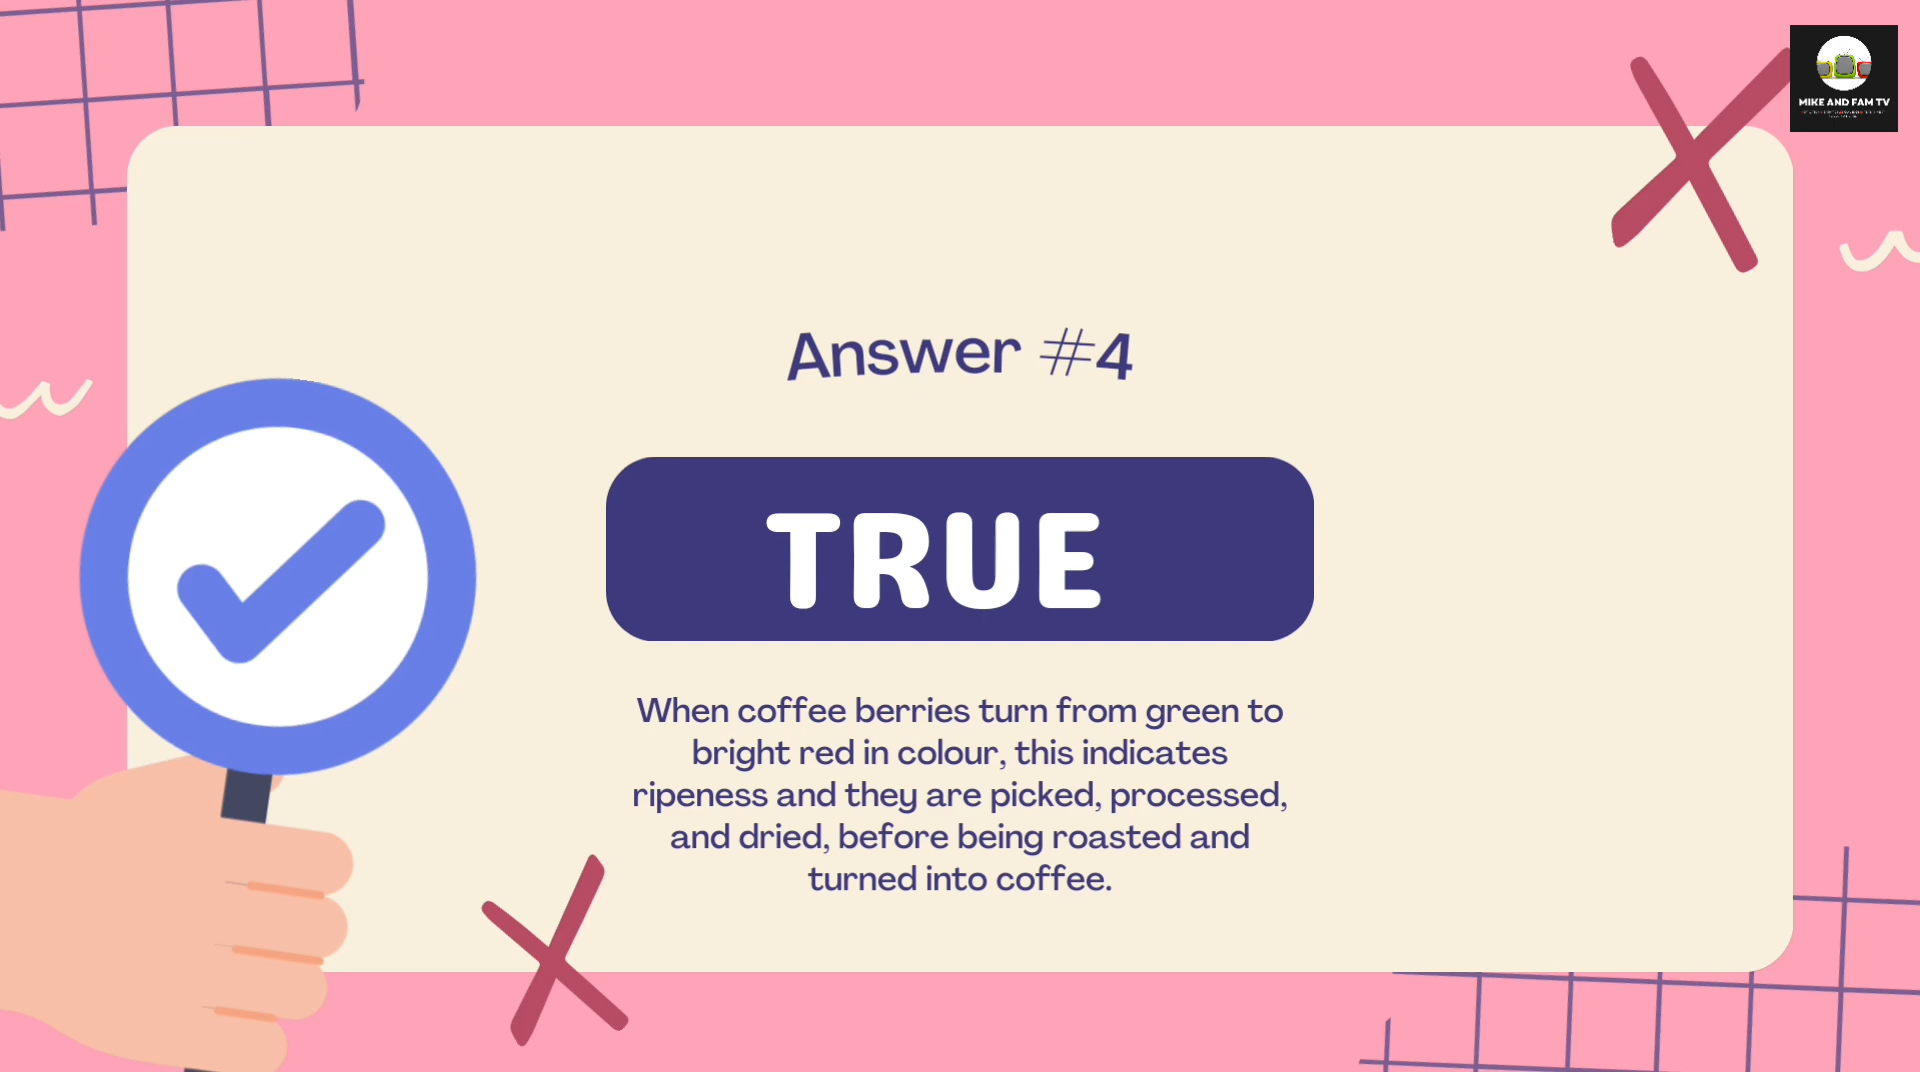 MIKE AND FAM TV
Answer #4
TRUE
When coffee berries turn from green to
bright red in colour, this indicates
ripeness and they are picked, processed,
and dried, before being roasted and
turned into coffee.